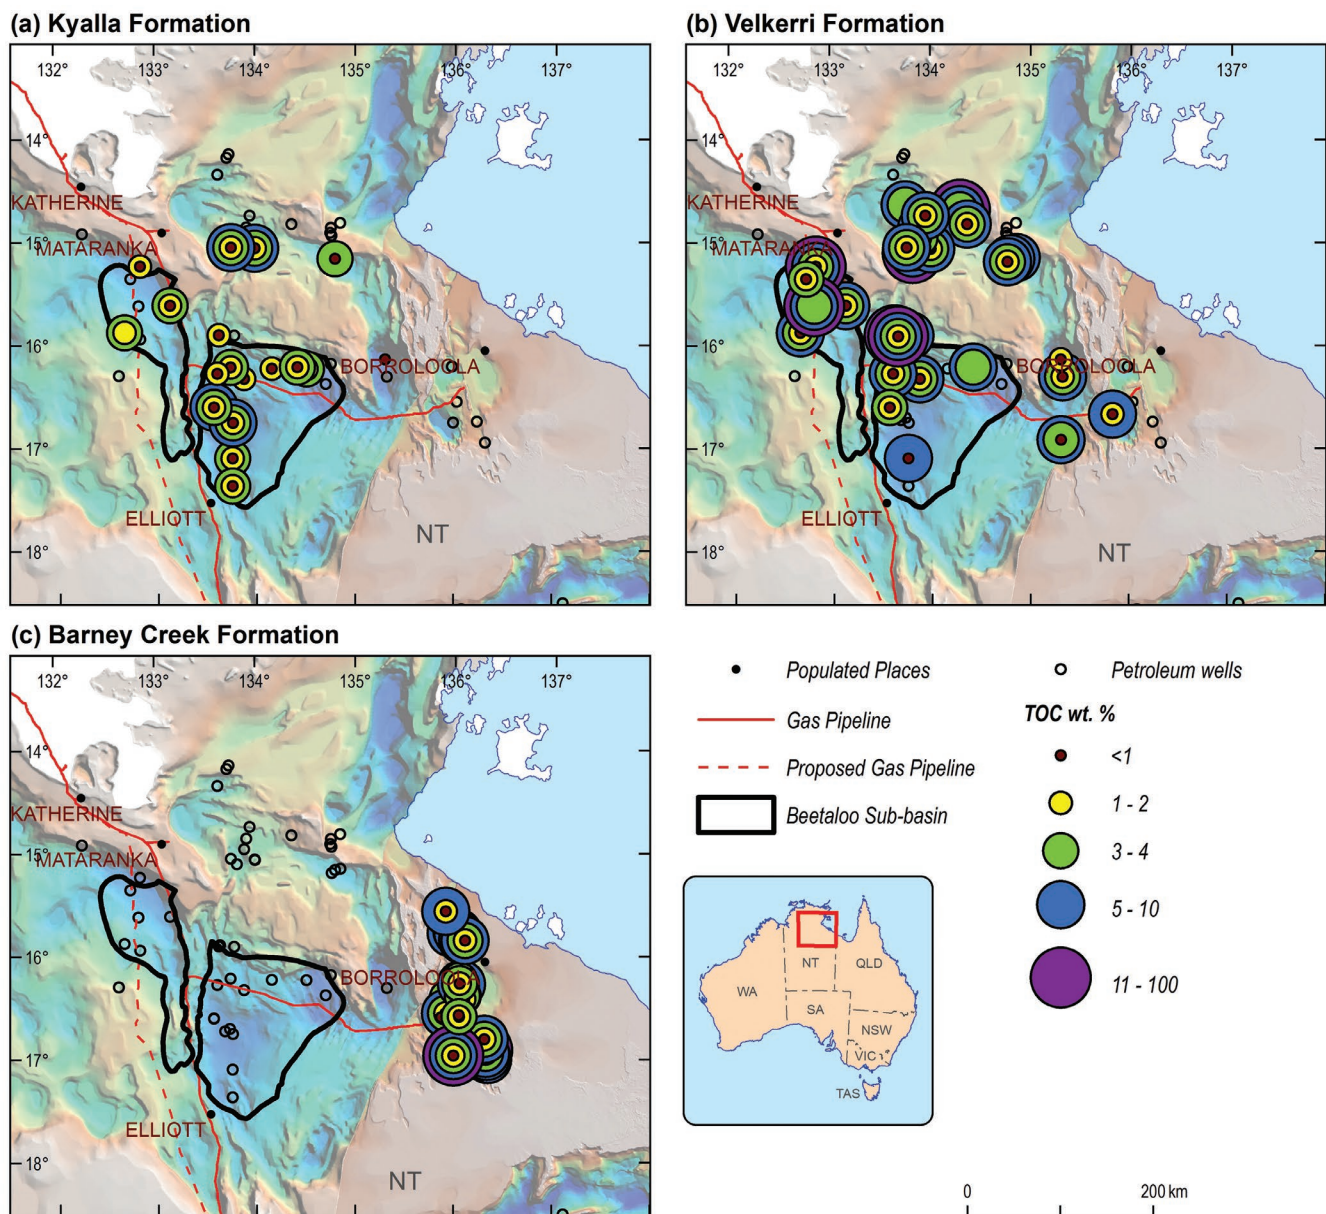 (a) Kyalla Formation
132° 133° 134° 135° 136° 137°
14°
KATHERINE
15°
MATARANKA
16°
BORROLOOLA
17°
ELLIOTT
NT
18°
(b) Velkerri Formation
132° 133° 134° 135° 136° 137°
14°
KATHERINE
15°
MATARANKA
16°
BORROLOOLA
17°
ELLIOTT
NT
18°
(c) Barney Creek Formation
132° 133° 134° 135° 136° 137°
14°
KATHERINE
15°
MATARANKA
16°
BORROLOOLA
17°
ELLIOTT
18°
NT
Populated Places
Gas Pipeline
Proposed Gas Pipeline
Beetaloo Sub-basin
Petroleum wells
TOC wt. %
<1
1 - 2
3 - 4
5 - 10
11 - 100
NT
QLD
WA
SA
NSW
VIC
TAS
0 200 km